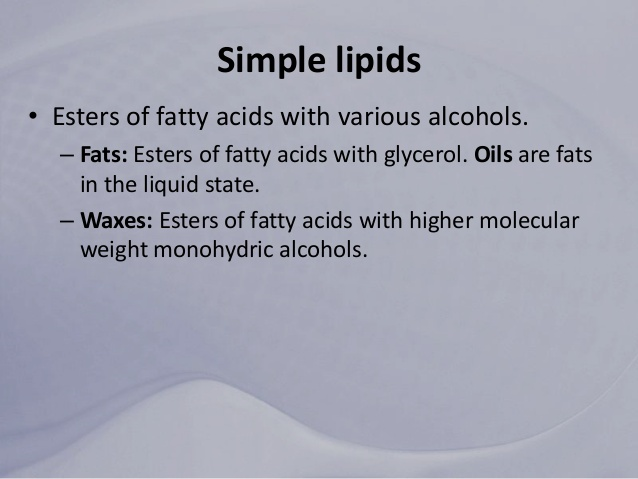 Simple lipids
• Esters of fatty acids with various alcohols.
– Fats: Esters of fatty acids with glycerol. Oils are fats
in the liquid state.
– Waxes: Esters of fatty acids with higher molecular
weight monohydric alcohols.